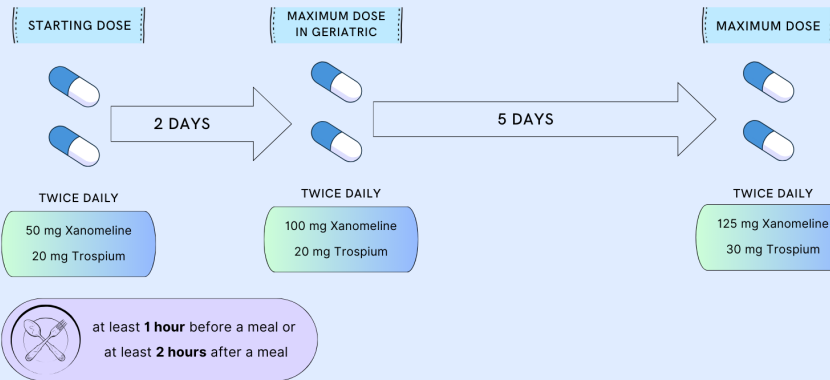 STARTING DOSE
MAXIMUM DOSE
IN GERIATRIC
MAXIMUM DOSE
2 DAYS
5 DAYS
TWICE DAILY
50 mg Xanomeline
20 mg Trospium
TWICE DAILY
100 mg Xanomeline
20 mg Trospium
TWICE DAILY
125 mg Xanomeline
30 mg Trospium
at least 1 hour before a meal or
at least 2 hours after a meal